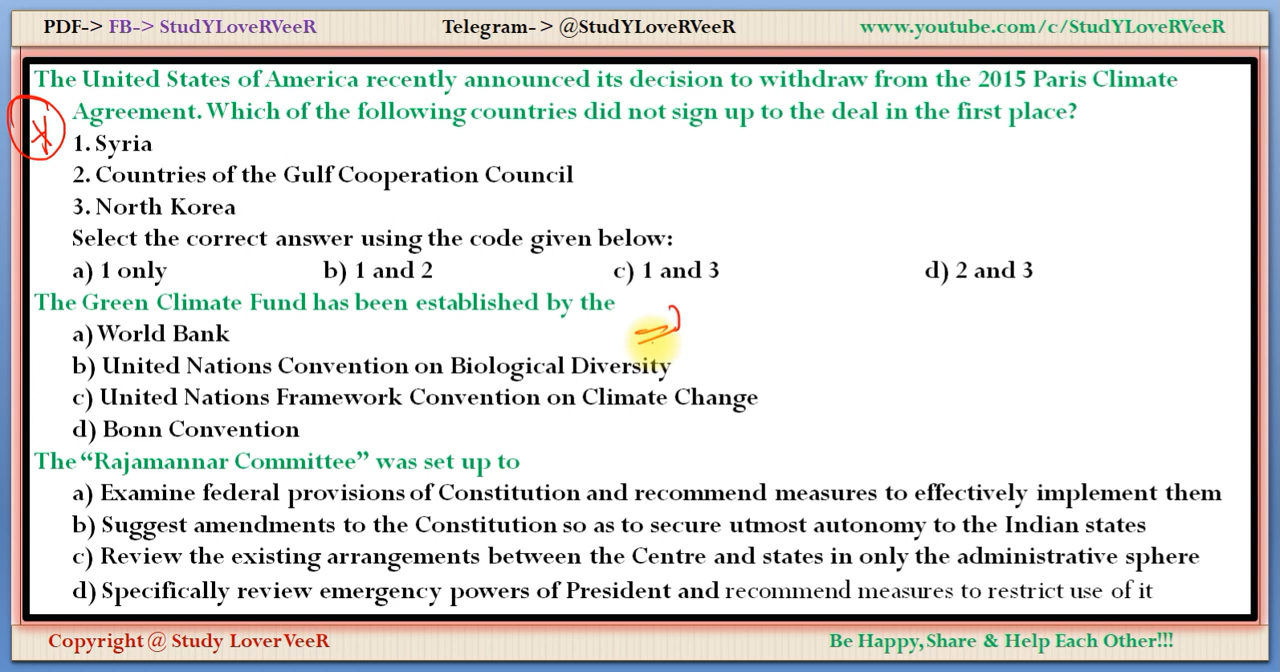 PDF-> FB-> StudYLoveRVeeR Telegram- > @StudYLoveRVeeR www.youtube.com/c/StudYLoveRVeeR
The United States of America recently announced its decision to withdraw from the 2015 Paris Climate
Agreement. Which of the following countries did not sign up to the deal in the first place?
1. Syria
2. Countries of the Gulf Cooperation Council
3. North Korea
Select the correct answer using the code given below:
a) 1 only b) 1 and 2 c) 1 and 3 d) 2 and 3
The Green Climate Fund has been established by the
a) World Bank
b) United Nations Convention on Biological Diversity
c) United Nations Framework Convention on Climate Change
d) Bonn Convention
The “Rajamannar Committee” was set up to
a) Examine federal provisions of Constitution and recommend measures to effectively implement them
b) Suggest amendments to the Constitution so as to secure utmost autonomy to the Indian states
c) Review the existing arrangements between the Centre and states in only the administrative sphere
d) Specifically review emergency powers of President and recommend measures to restrict use of it
Copyright @ Study LoverVeeR Be Happy,Share & Help Each Other!!!